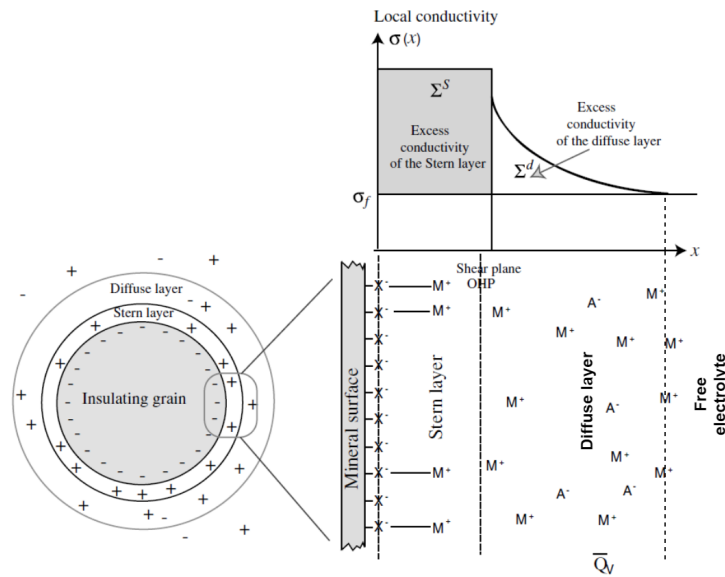 Local conductivity
σ(x)
Σ^S
Excess
conductivity
of the Stern layer
Excess
conductivity
of the diffuse layer
Σ^d
σ_f
x
Shear plane
OHP
+ +
- -
Diffuse layer
Stern layer
Insulating grain
Mineral surface
X⁻ M⁺
X⁻ M⁺
X⁻
X⁻
X⁻
X⁻
X⁻
X⁻ M⁺
X⁻
X⁻ M⁺
Stern layer
M⁺ A⁻ M⁺
M⁺ M⁺ M⁺
M⁺ A⁻ M⁺
M⁺ M⁺ M⁺
A⁻ A⁻
M⁺ M⁺
Diffuse layer
Free
electrolyte
Q̅_V